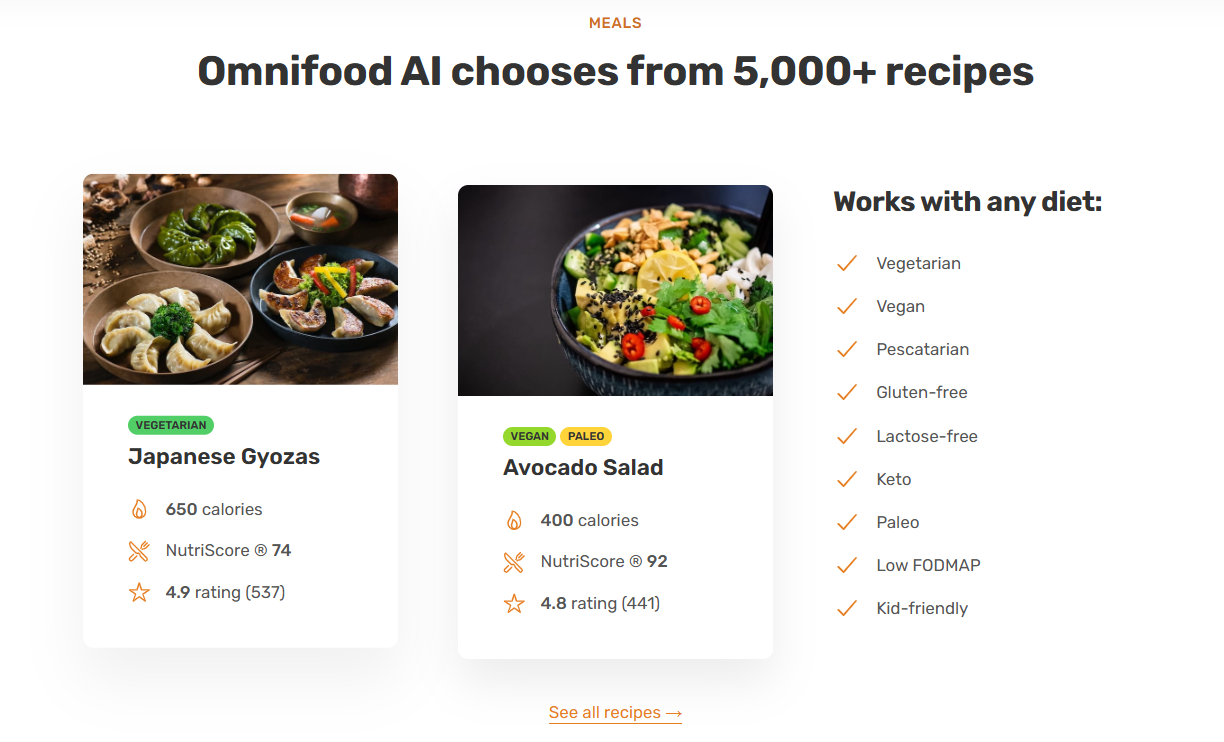 MEALS
Omnifood AI chooses from 5,000+ recipes
VEGETARIAN
Japanese Gyozas
650 calories
NutriScore ® 74
4.9 rating (537)
VEGAN PALEO
Avocado Salad
400 calories
NutriScore ® 92
4.8 rating (441)
Works with any diet:
Vegetarian
Vegan
Pescatarian
Gluten-free
Lactose-free
Keto
Paleo
Low FODMAP
Kid-friendly
See all recipes →